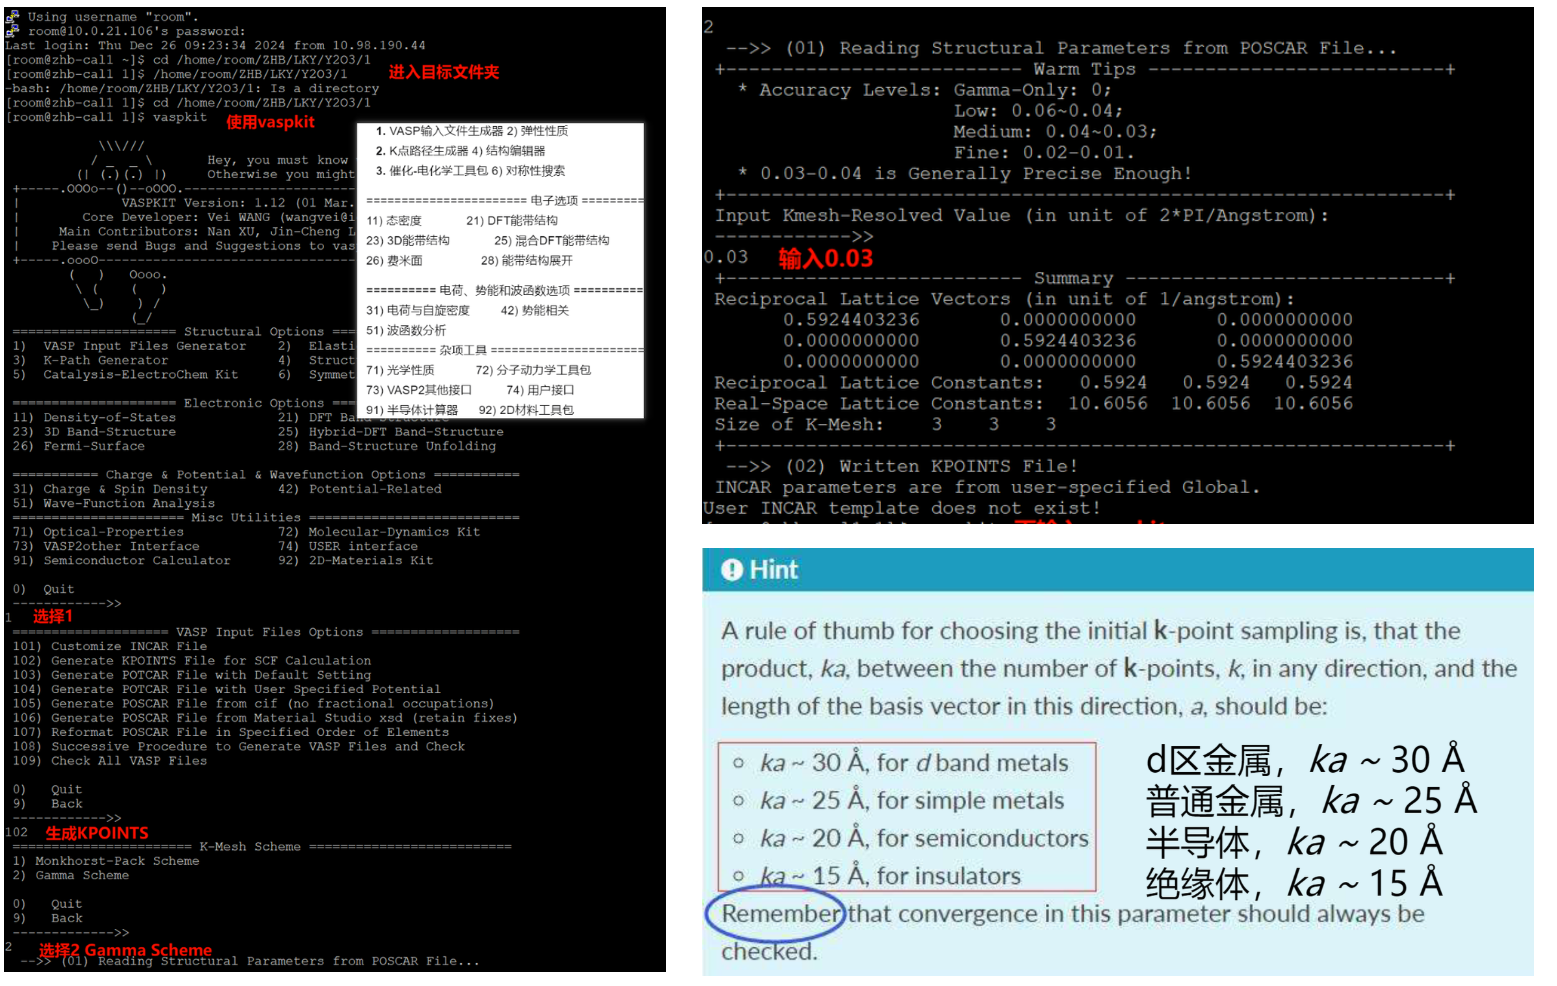 Using username "room".
room@10.0.21.106's password:
Last login: Thu Dec 26 09:23:34 2024 from 10.98.190.44
[room@zhb-call ~]$ cd /home/room/ZHB/LKY/Y2O3/1
[room@zhb-call 1]$ /home/room/ZHB/LKY/Y2O3/1 进入目标文件夹
-bash: /home/room/ZHB/LKY/Y2O3/1: Is a directory
[room@zhb-call 1]$ cd /home/room/ZHB/LKY/Y2O3/1
[room@zhb-call 1]$ vaspkit 使用vaspkit
\\\///
/ _ _ \ Hey, you must know
(| (.)(.) |) Otherwise you might
+-----.OOOo--()--oOOO.----------------------
| VASPKIT Version: 1.12 (01 Mar.
| Core Developer: Vei WANG (wangvei@i
| Main Contributors: Nan XU, Jin-Cheng L
| Please send Bugs and Suggestions to vas
+-----.oooO---------------------------------
( ) Oooo.
\ ( ( )
\_) ) /
(_/
===================== Structural Options ===
1) VASP Input Files Generator 2) Elasti
3) K-Path Generator 4) Struct
5) Catalysis-ElectroChem Kit 6) Symmet
===================== Electronic Options ===
11) Density-of-States 21) DFT Band-Structure
23) 3D Band-Structure 25) Hybrid-DFT Band-Structure
26) Fermi-Surface 28) Band-Structure Unfolding
=========== Charge & Potential & Wavefunction Options ===========
31) Charge & Spin Density 42) Potential-Related
51) Wave-Function Analysis
====================== Misc Utilities ===========================
71) Optical-Properties 72) Molecular-Dynamics Kit
73) VASP2other Interface 74) USER interface
91) Semiconductor Calculator 92) 2D-Materials Kit
0) Quit
------------>>
1 选择1
==================== VASP Input Files Options ===================
101) Customize INCAR File
102) Generate KPOINTS File for SCF Calculation
103) Generate POTCAR File with Default Setting
104) Generate POTCAR File with User Specified Potential
105) Generate POSCAR File from cif (no fractional occupations)
106) Generate POSCAR File from Material Studio xsd (retain fixes)
107) Reformat POSCAR File in Specified Order of Elements
108) Successive Procedure to Generate VASP Files and Check
109) Check All VASP Files
0) Quit
9) Back
------------>>
102 生成KPOINTS
======================= K-Mesh Scheme ==========================
1) Monkhorst-Pack Scheme
2) Gamma Scheme
0) Quit
9) Back
------------->>
2 选择2 Gamma Scheme
-->> (01) Reading Structural Parameters from POSCAR File...
1. VASP输入文件生成器 2) 弹性性质
2. K点路径生成器 4) 结构编辑器
3. 催化-电化学工具包 6) 对称性搜索
======================= 电子选项 =========
11) 态密度 21) DFT能带结构
23) 3D能带结构 25) 混合DFT能带结构
26) 费米面 28) 能带结构展开
========== 电荷、势能和波函数选项 ==========
31) 电荷与自旋密度 42) 势能相关
51) 波函数分析
========== 杂项工具 ======================
71) 光学性质 72) 分子动力学工具包
73) VASP2其他接口 74) 用户接口
91) 半导体计算器 92) 2D材料工具包
2
-->> (01) Reading Structural Parameters from POSCAR File...
+---------------------------- Warm Tips ----------------------------+
* Accuracy Levels: Gamma-Only: 0;
Low: 0.06~0.04;
Medium: 0.04~0.03;
Fine: 0.02-0.01.
* 0.03-0.04 is Generally Precise Enough!
+-------------------------------------------------------------------+
Input Kmesh-Resolved Value (in unit of 2*PI/Angstrom):
------------>>
0.03 输入0.03
+---------------------------- Summary ------------------------------+
Reciprocal Lattice Vectors (in unit of 1/angstrom):
0.5924403236 0.0000000000 0.0000000000
0.0000000000 0.5924403236 0.0000000000
0.0000000000 0.0000000000 0.5924403236
Reciprocal Lattice Constants: 0.5924 0.5924 0.5924
Real-Space Lattice Constants: 10.6056 10.6056 10.6056
Size of K-Mesh: 3 3 3
+-------------------------------------------------------------------+
-->> (02) Written KPOINTS File!
INCAR parameters are from user-specified Global.
User INCAR template does not exist!
Hint
A rule of thumb for choosing the initial k-point sampling is, that the
product, ka, between the number of k-points, k, in any direction, and the
length of the basis vector in this direction, a, should be:
○ ka ~ 30 Å, for d band metals
○ ka ~ 25 Å, for simple metals
○ ka ~ 20 Å, for semiconductors
○ ka ~ 15 Å, for insulators
d区金属，ka ~ 30 Å
普通金属，ka ~ 25 Å
半导体，ka ~ 20 Å
绝缘体，ka ~ 15 Å
Remember that convergence in this parameter should always be
checked.